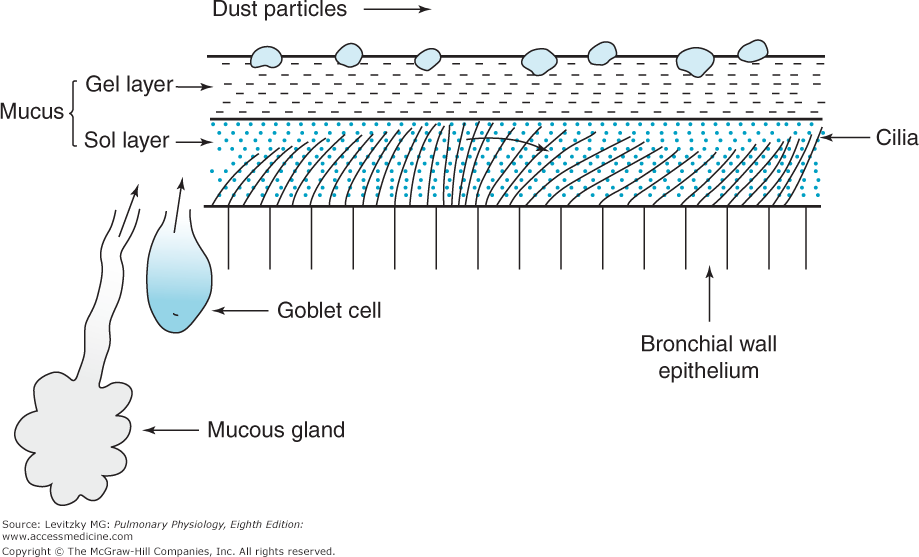 Dust particles
Gel layer
Mucus
Sol layer
Cilia
Goblet cell
Bronchial wall
epithelium
Mucous gland
Source: Levitzky MG: Pulmonary Physiology, Eighth Edition:
www.accessmedicine.com
Copyright © The McGraw-Hill Companies, Inc. All rights reserved.